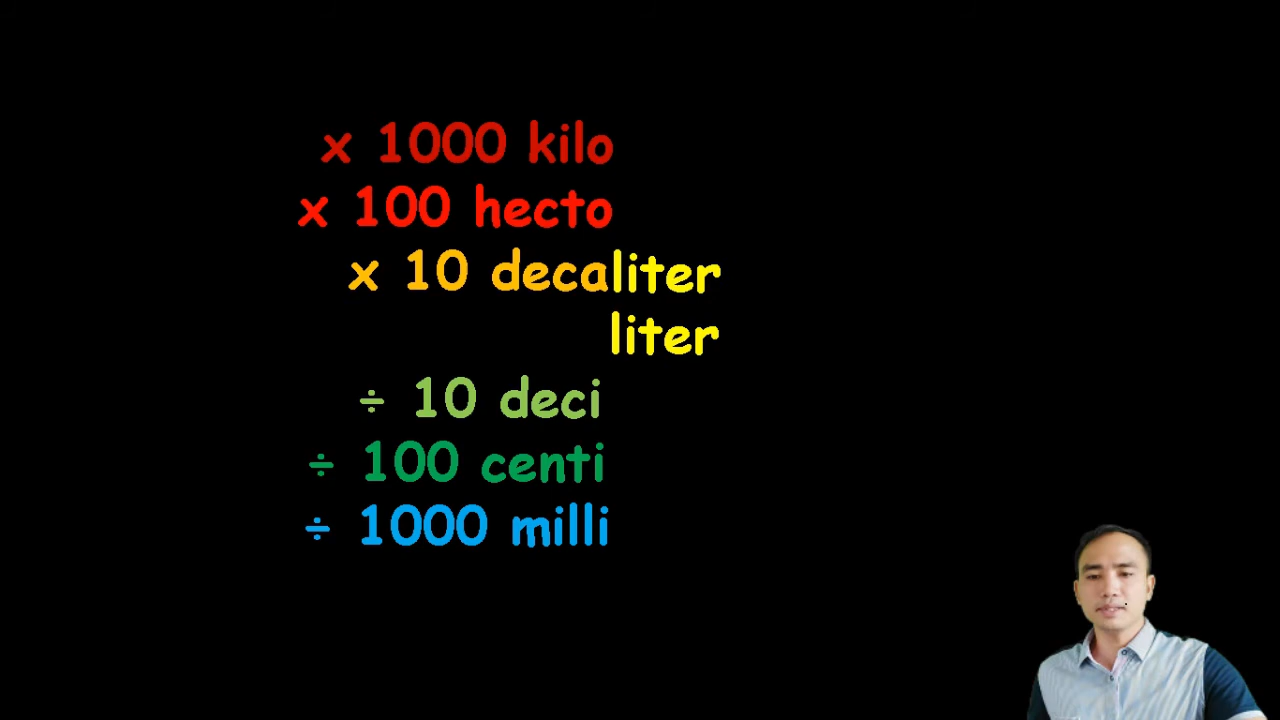 x 1000 kilo
x 100 hecto
x 10 decaliter
liter
÷ 10 deci
÷ 100 centi
÷ 1000 milli